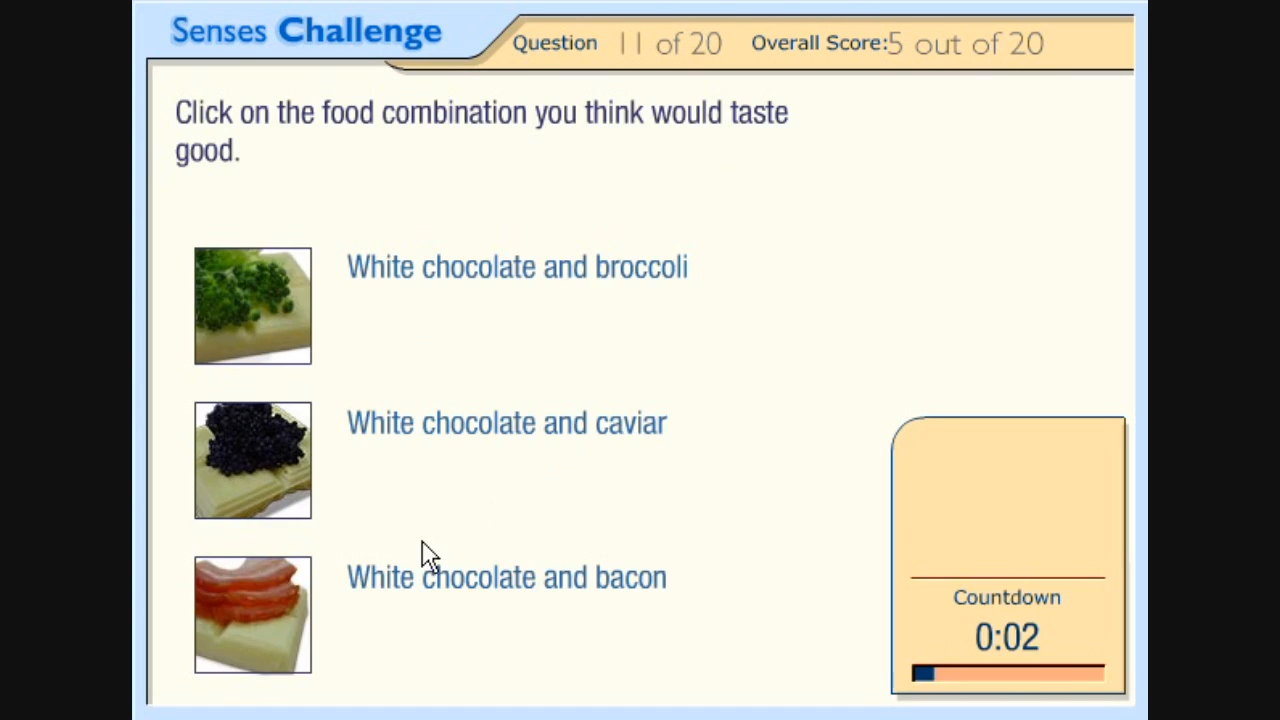 Senses Challenge
Question 11 of 20 Overall Score:5 out of 20
Click on the food combination you think would taste
good.
White chocolate and broccoli
White chocolate and caviar
White chocolate and bacon
Countdown
0:02